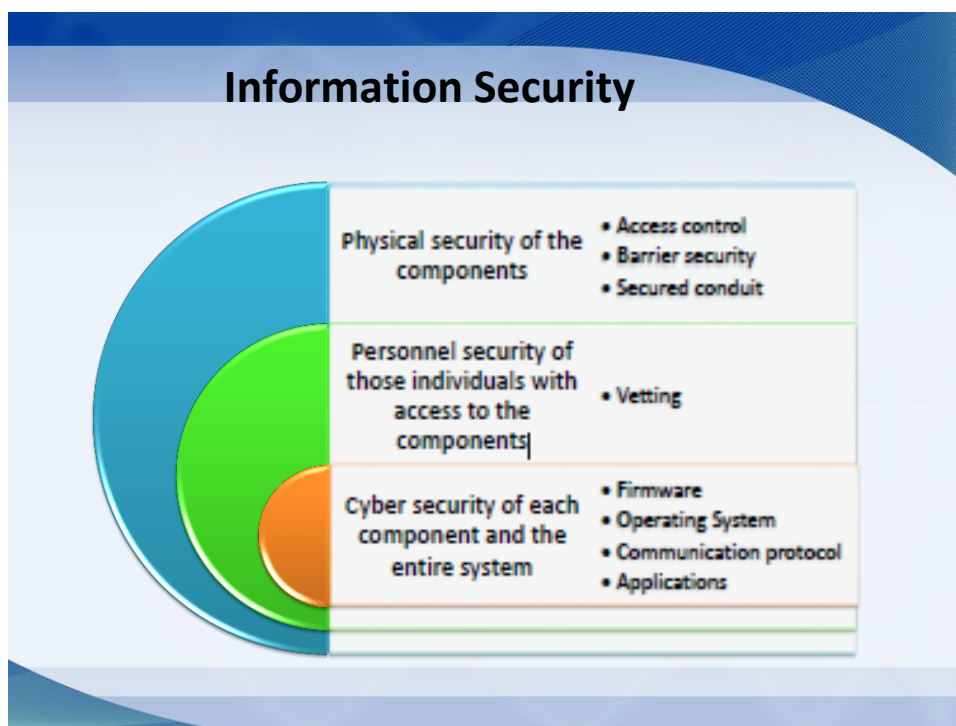 Information Security
Physical security of the
components
• Access control
• Barrier security
• Secured conduit
Personnel security of
those individuals with
access to the
components
• Vetting
Cyber security of each
component and the
entire system
• Firmware
• Operating System
• Communication protocol
• Applications